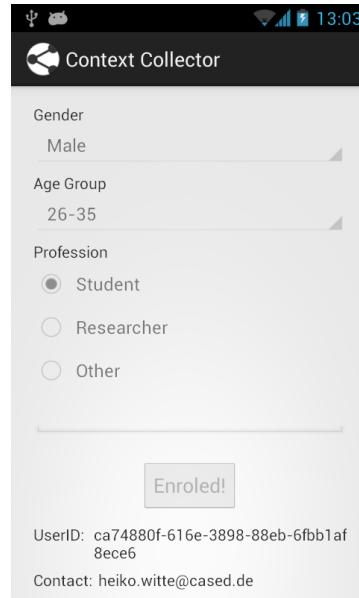 13:03
Context Collector
Gender
Male
Age Group
26-35
Profession
Student
Researcher
Other
Enroled!
UserID: ca74880f-616e-3898-88eb-6fbb1af
8ece6
Contact: heiko.witte@cased.de